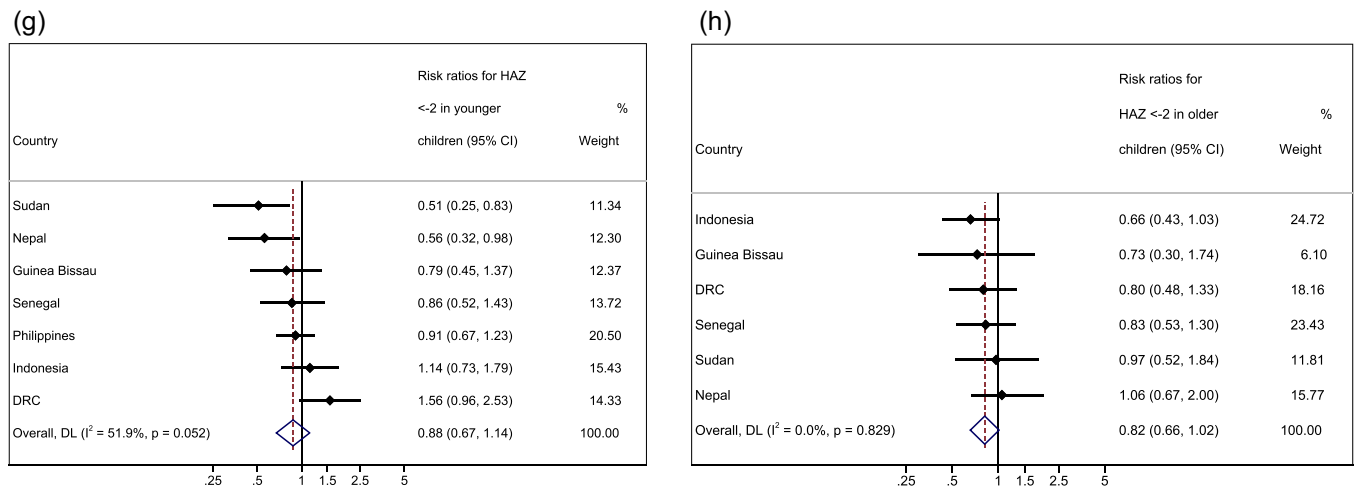 (g)
Risk ratios for HAZ
<-2 in younger %
Country children (95% CI) Weight
Sudan 0.51 (0.25, 0.83) 11.34
Nepal 0.56 (0.32, 0.98) 12.30
Guinea Bissau 0.79 (0.45, 1.37) 12.37
Senegal 0.86 (0.52, 1.43) 13.72
Philippines 0.91 (0.67, 1.23) 20.50
Indonesia 1.14 (0.73, 1.79) 15.43
DRC 1.56 (0.96, 2.53) 14.33
Overall, DL (I² = 51.9%, p = 0.052) 0.88 (0.67, 1.14) 100.00
.25 .5 1 1.5 2.5 5
(h)
Risk ratios for
HAZ <-2 in older %
Country children (95% CI) Weight
Indonesia 0.66 (0.43, 1.03) 24.72
Guinea Bissau 0.73 (0.30, 1.74) 6.10
DRC 0.80 (0.48, 1.33) 18.16
Senegal 0.83 (0.53, 1.30) 23.43
Sudan 0.97 (0.52, 1.84) 11.81
Nepal 1.06 (0.67, 2.00) 15.77
Overall, DL (I² = 0.0%, p = 0.829) 0.82 (0.66, 1.02) 100.00
.25 .5 1 1.5 2.5 5